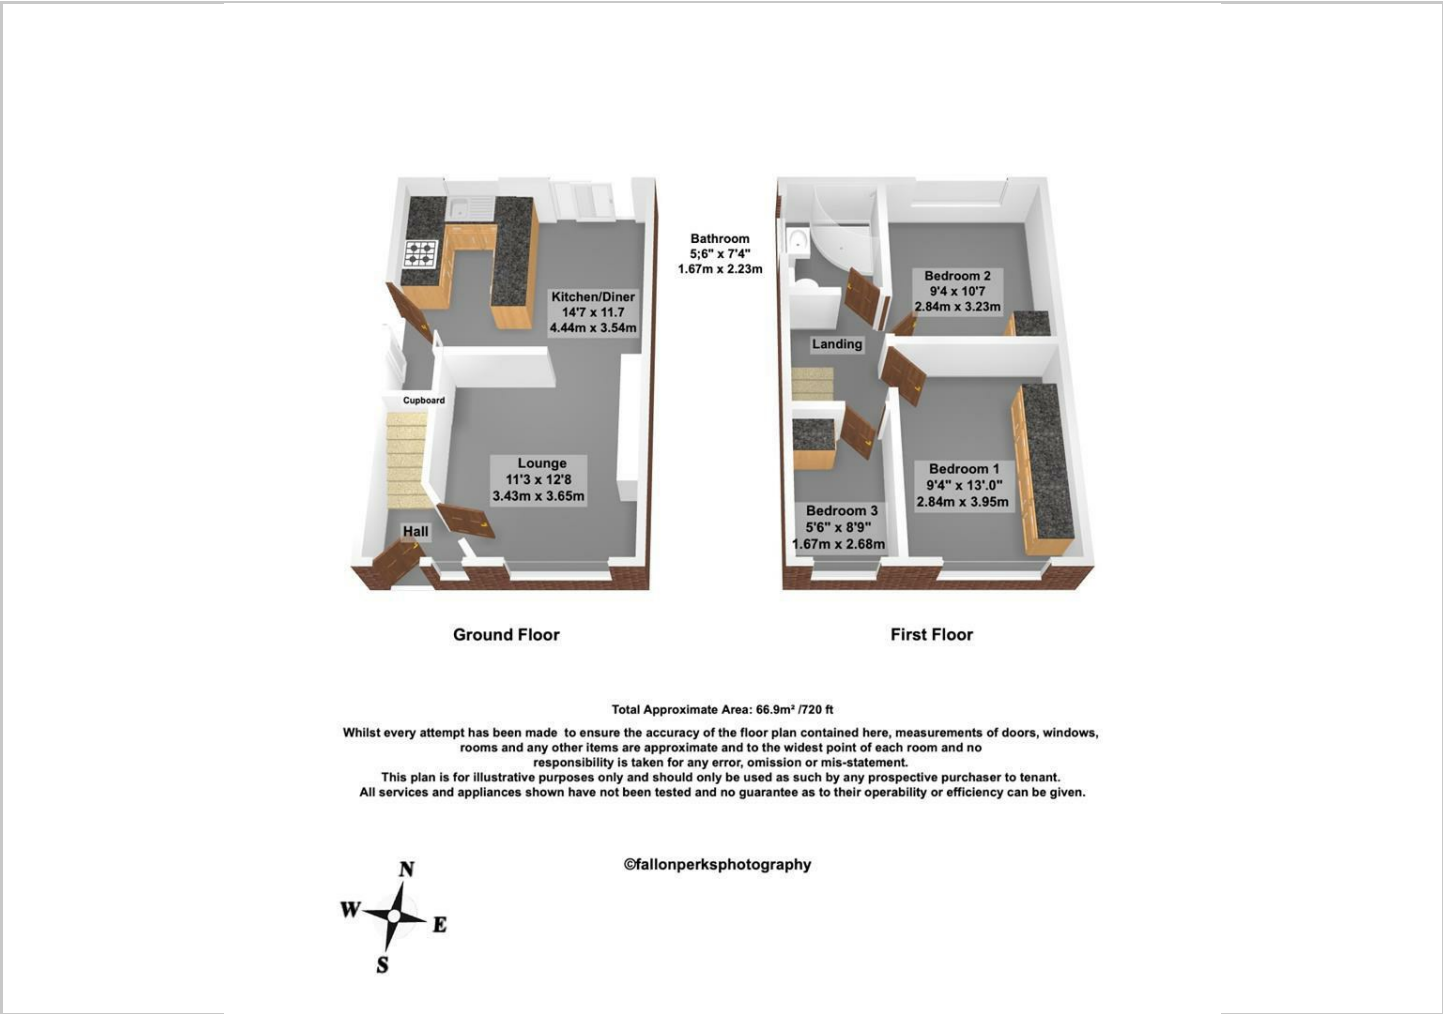 Bathroom
5;6" x 7'4"
1.67m x 2.23m
Kitchen/Diner
14'7 x 11.7
4.44m x 3.54m
Bedroom 2
9'4 x 10'7
2.84m x 3.23m
Landing
Cupboard
Lounge
11'3 x 12'8
3.43m x 3.65m
Bedroom 1
9'4" x 13'.0"
2.84m x 3.95m
Bedroom 3
5'6" x 8'9"
1.67m x 2.68m
Hall
Ground Floor
First Floor
Total Approximate Area: 66.9m² /720 ft
Whilst every attempt has been made to ensure the accuracy of the floor plan contained here, measurements of doors, windows,
rooms and any other items are approximate and to the widest point of each room and no
responsibility is taken for any error, omission or mis-statement.
This plan is for illustrative purposes only and should only be used as such by any prospective purchaser to tenant.
All services and appliances shown have not been tested and no guarantee as to their operability or efficiency can be given.
©fallonperksphotography
N
W
E
S